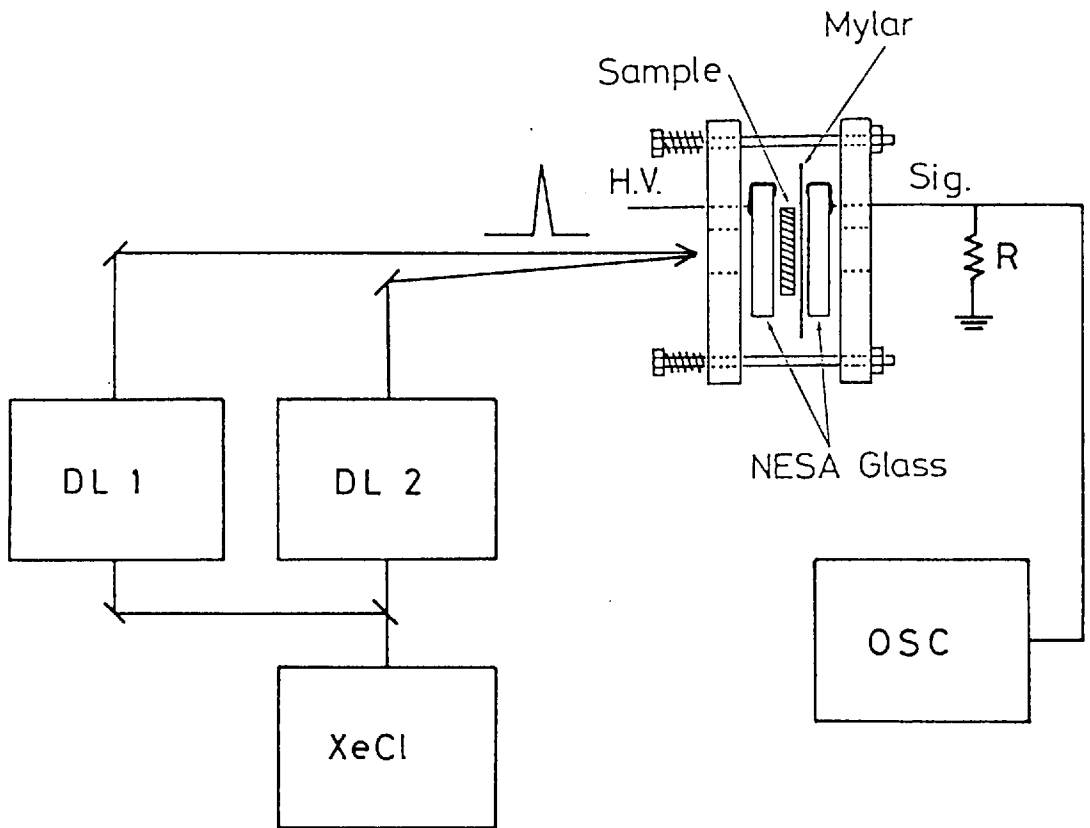 Mylar
Sample
H.V.
Sig.
R
NESA Glass
DL 1
DL 2
OSC
XeCl